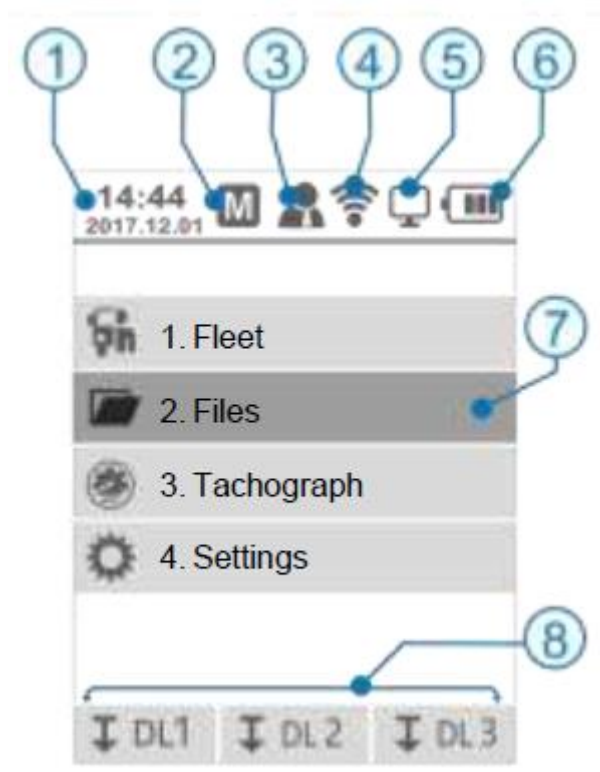 1 2 3 4 5 6
14:44 M
2017.12.01
7
1. Fleet
2. Files
3. Tachograph
4. Settings
8
DL1 DL2 DL3